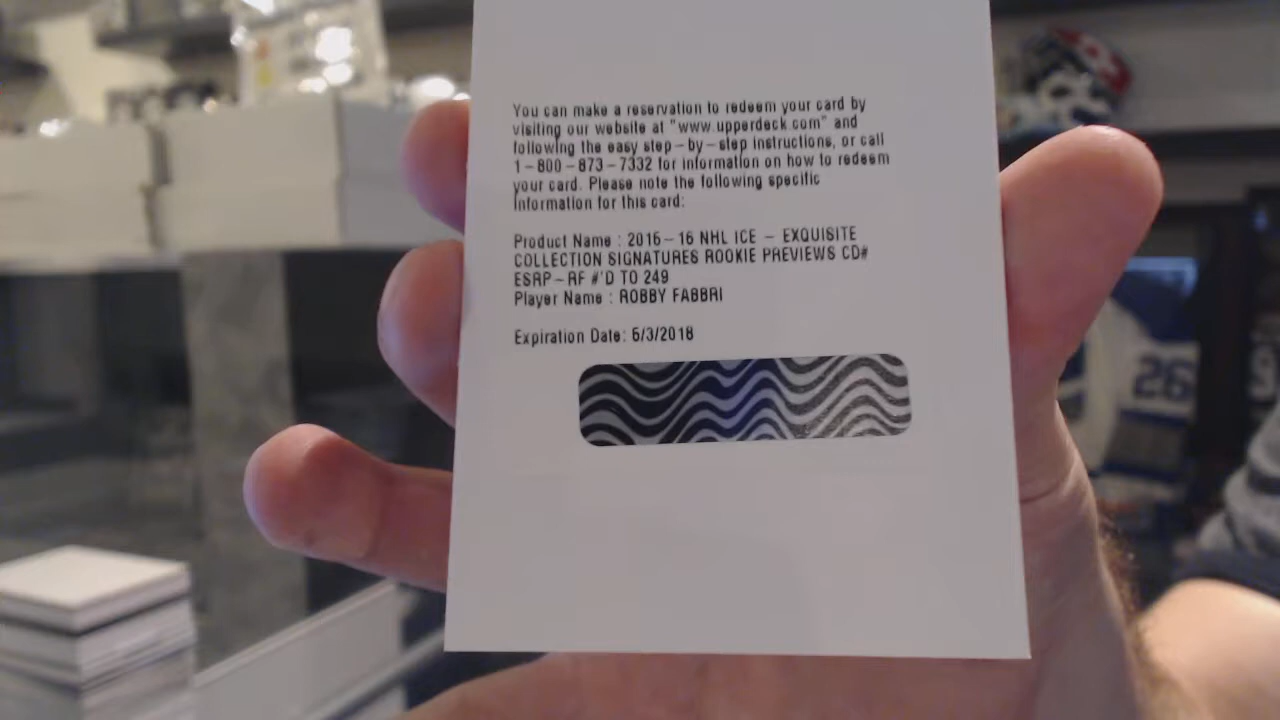 You can make a reservation to redeem your card by
visiting our website at "www.upperdeck.com" and
following the easy step-by-step instructions, or call
1-800-873-7332 for information on how to redeem
your card. Please note the following specific
information for this card:
Product Name : 2015-16 NHL ICE - EXQUISITE
COLLECTION SIGNATURES ROOKIE PREVIEWS CD#
ESRP-RF #'D TO 249
Player Name : ROBBY FABBRI
Expiration Date: 5/3/2018
26